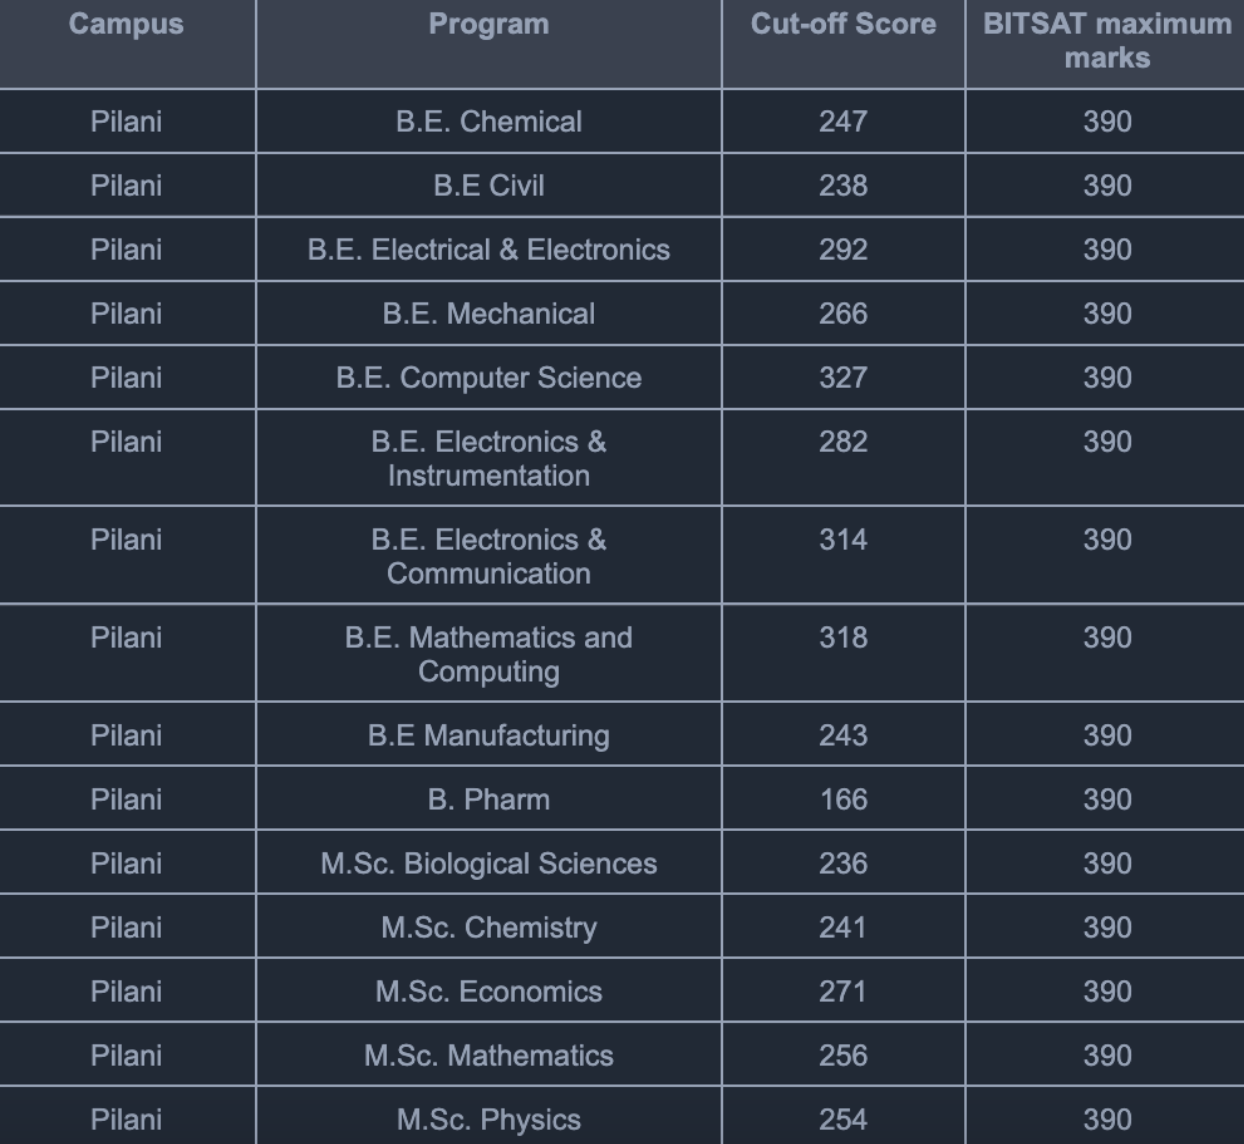 Campus Program Cut-off Score BITSAT maximum
marks
Pilani B.E. Chemical 247 390
Pilani B.E Civil 238 390
Pilani B.E. Electrical & Electronics 292 390
Pilani B.E. Mechanical 266 390
Pilani B.E. Computer Science 327 390
Pilani B.E. Electronics & 282 390
Instrumentation
Pilani B.E. Electronics & 314 390
Communication
Pilani B.E. Mathematics and 318 390
Computing
Pilani B.E Manufacturing 243 390
Pilani B. Pharm 166 390
Pilani M.Sc. Biological Sciences 236 390
Pilani M.Sc. Chemistry 241 390
Pilani M.Sc. Economics 271 390
Pilani M.Sc. Mathematics 256 390
Pilani M.Sc. Physics 254 390